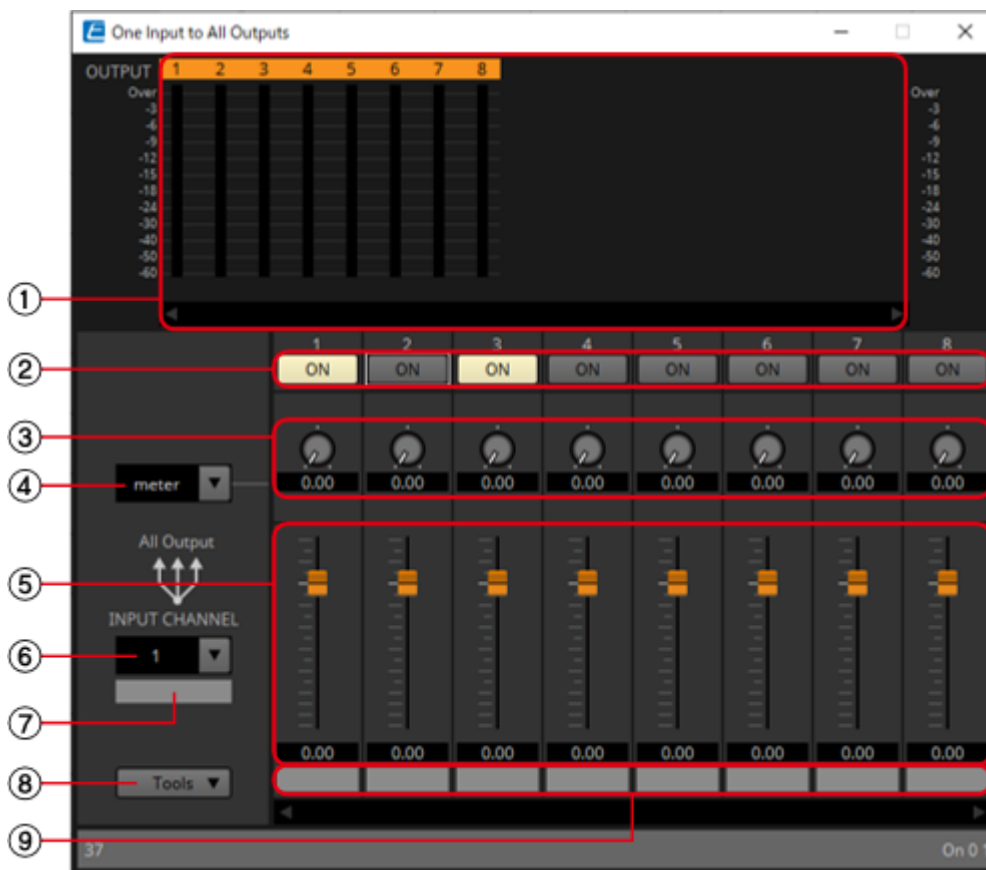 One Input to All Outputs
OUTPUT 1 2 3 4 5 6 7 8
Over Over
-3 -3
-6 -6
-9 -9
-12 -12
-15 -15
-18 -18
-24 -24
-30 -30
-40 -40
-50 -50
-60 -60
①
1 2 3 4 5 6 7 8
② ON ON ON ON ON ON ON ON
③
④ meter 0.00 0.00 0.00 0.00 0.00 0.00 0.00 0.00
All Output
⑤
INPUT CHANNEL
⑥ 1
⑦
0.00 0.00 0.00 0.00 0.00 0.00 0.00 0.00
⑧ Tools
⑨
37 On 0